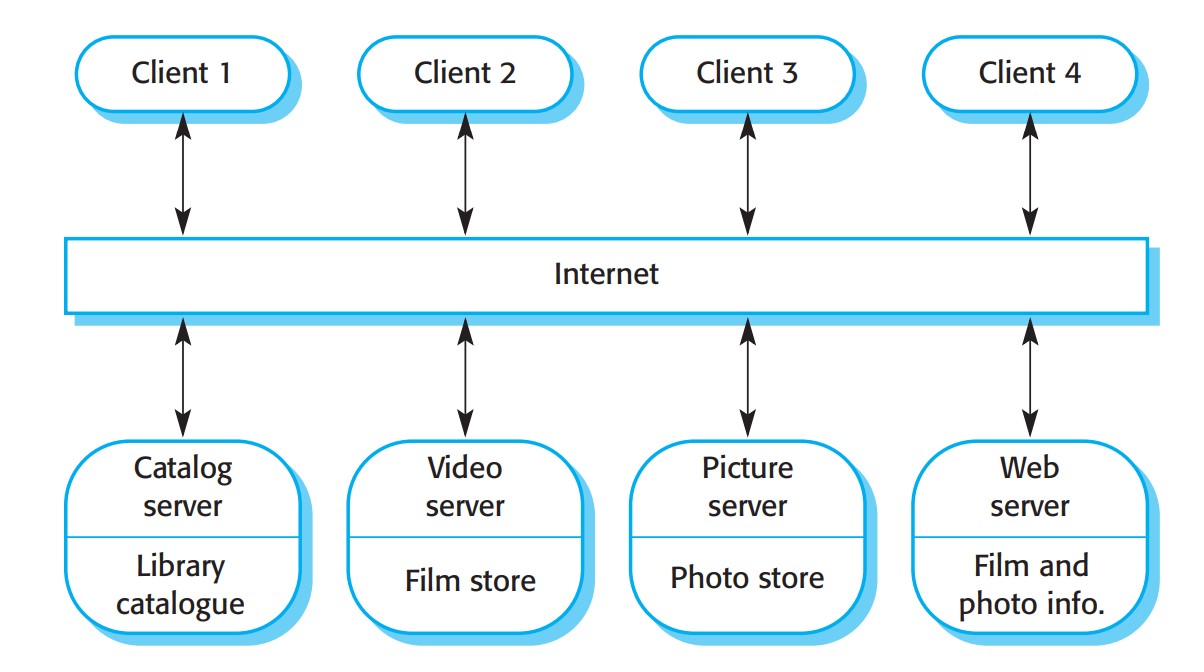 Client 1
Client 2
Client 3
Client 4
Internet
Catalog
server
Library
catalogue
Video
server
Film store
Picture
server
Photo store
Web
server
Film and
photo info.